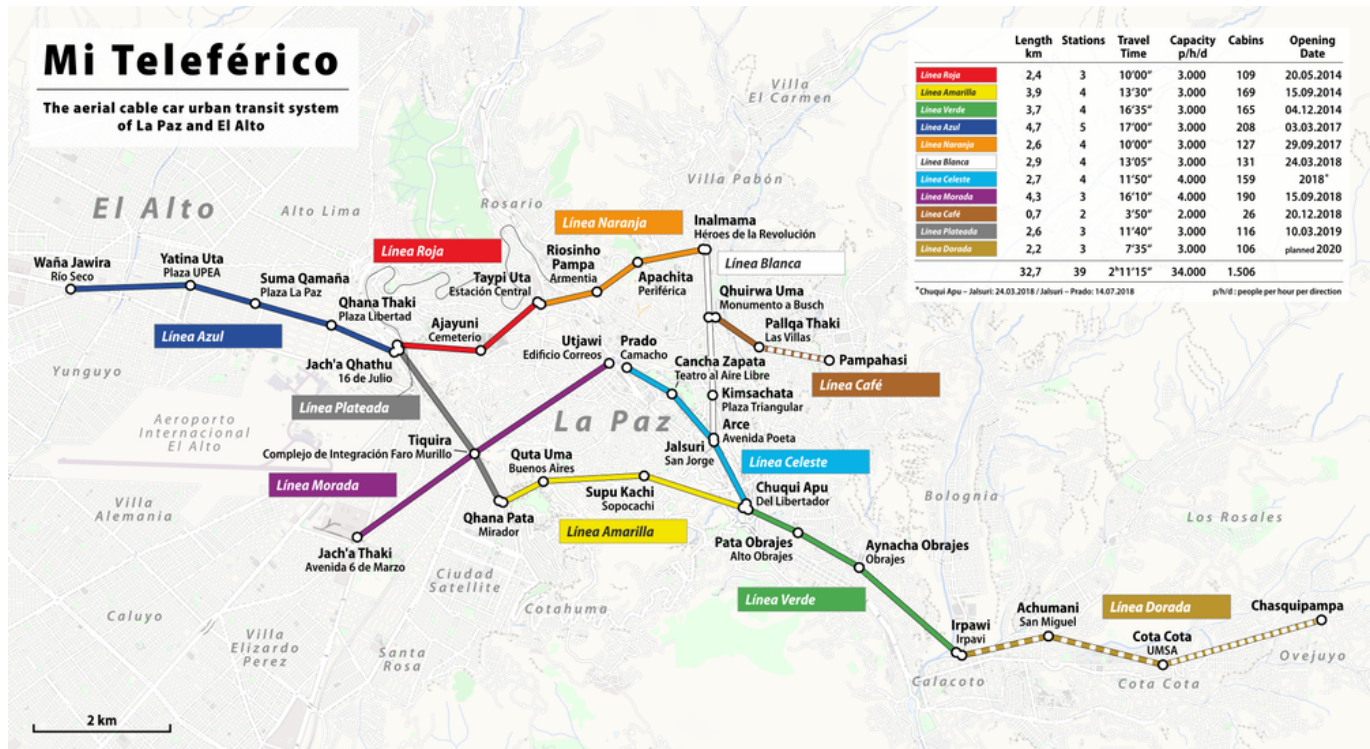 Mi Teleférico
The aerial cable car urban transit system
of La Paz and El Alto
Length Stations Travel Capacity Cabins Opening
km Time p/h/d Date
Línea Roja 2,4 3 10'00" 3.000 109 20.05.2014
Línea Amarilla 3,9 4 13'30" 3.000 169 15.09.2014
Línea Verde 3,7 4 16'35" 3.000 165 04.12.2014
Línea Azul 4,7 5 17'00" 3.000 208 03.03.2017
Línea Naranja 2,6 4 10'00" 3.000 127 29.09.2017
Línea Blanca 2,9 4 13'05" 3.000 131 24.03.2018
Línea Celeste 2,7 4 11'50" 4.000 159 2018*
Línea Morada 4,3 3 16'10" 4.000 190 15.09.2018
Línea Café 0,7 2 3'50" 2.000 26 20.12.2018
Línea Plateada 2,6 3 11'40" 3.000 116 10.03.2019
Línea Dorada 2,2 3 7'35" 3.000 106 planned 2020
32,7 39 2h11'15" 34.000 1.506
*Chuqui Apu – Jalsuri: 24.03.2018 / Jalsuri – Prado: 14.07.2018 p/h/d : people per hour per direction
Villa
El Carmen
Villa Pabón
El Alto
Alto Lima
Rosario
Línea Naranja
Inalmama
Héroes de la Revolución
Línea Roja
Riosinho
Pampa
Armentia
Apachita
Periférica
Línea Blanca
Waña Jawira
Río Seco
Yatina Uta
Plaza UPEA
Suma Qamaña
Plaza La Paz
Qhana Thaki
Plaza Libertad
Taypi Uta
Estación Central
Ajayuni
Cemeterio
Qhuirwa Uma
Monumento a Busch
Pallqa Thaki
Las Villas
Pampahasi
Línea Azul
Utjawi
Edificio Correos
Prado
Camacho
Cancha Zapata
Teatro al Aire Libre
Jach'a Qhathu
16 de Julio
Línea Café
Yunguyo
Línea Plateada
Kimsachata
Plaza Triangular
Aeropuerto
Internacional
El Alto
La Paz
Arce
Avenida Poeta
Tiquira
Complejo de Integración Faro Murillo
Jalsuri
San Jorge
Línea Celeste
Quta Uma
Buenos Aires
Línea Morada
Supu Kachi
Sopocachi
Chuqui Apu
Del Libertador
Villa
Alemania
Qhana Pata
Mirador
Línea Amarilla
Bolognia
Los Rosales
Jach'a Thaki
Avenida 6 de Marzo
Pata Obrajes
Alto Obrajes
Aynacha Obrajes
Obrajes
Ciudad
Satellite
Cotahuma
Línea Verde
Caluyo
Villa
Elizardo
Perez
Santa
Rosa
Irpawi
Irpavi
Achumani
San Miguel
Línea Dorada
Chasquipampa
Cota Cota
UMSA
Ovejuyo
Calacoto
Cota Cota
2 km